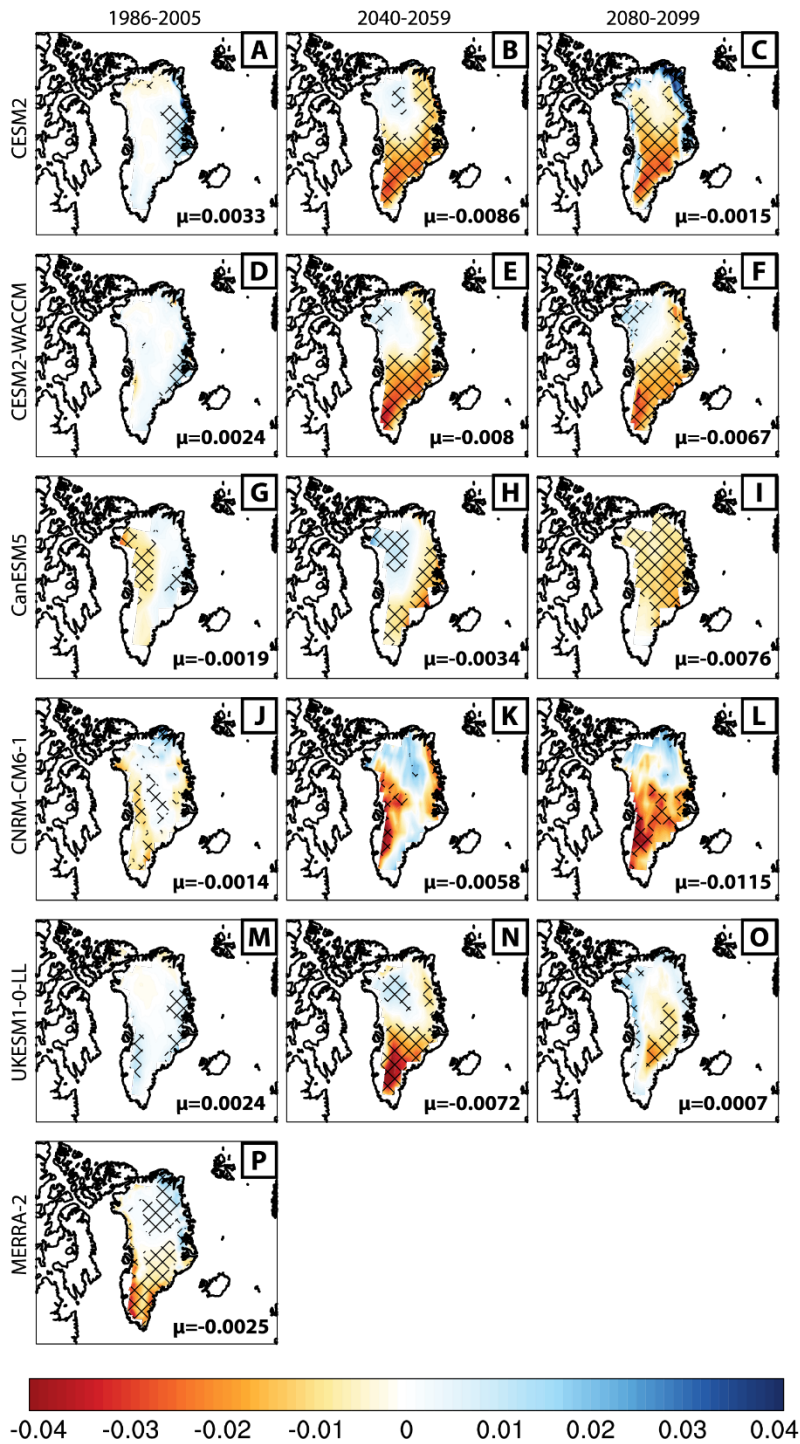 1986-2005 2040-2059 2080-2099
CESM2
A B C
μ=0.0033 μ=-0.0086 μ=-0.0015
CESM2-WACCM
D E F
μ=0.0024 μ=-0.008 μ=-0.0067
CanESM5
G H I
μ=-0.0019 μ=-0.0034 μ=-0.0076
CNRM-CM6-1
J K L
μ=-0.0014 μ=-0.0058 μ=-0.0115
UKESM1-0-LL
M N O
μ=0.0024 μ=-0.0072 μ=0.0007
MERRA-2
P
μ=-0.0025
-0.04 -0.03 -0.02 -0.01 0 0.01 0.02 0.03 0.04